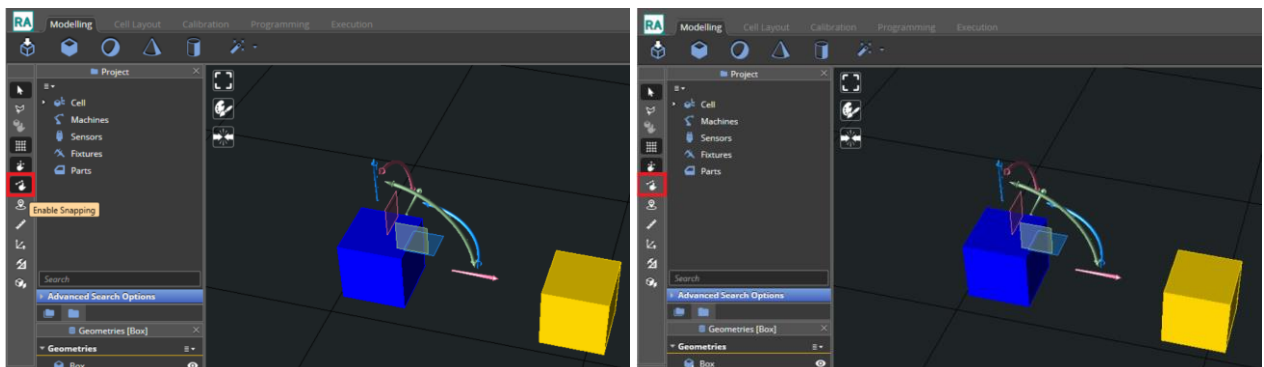 RA Modelling Cell Layout Calibration Programming Execution
Project
Cell
Machines
Sensors
Fixtures
Parts
Enable Snapping
Search
Advanced Search Options
Geometries [Box]
Geometries
Box
RA Modelling Cell Layout Calibration Programming Execution
Project
Cell
Machines
Sensors
Fixtures
Parts
Search
Advanced Search Options
Geometries [Box]
Geometries
Box